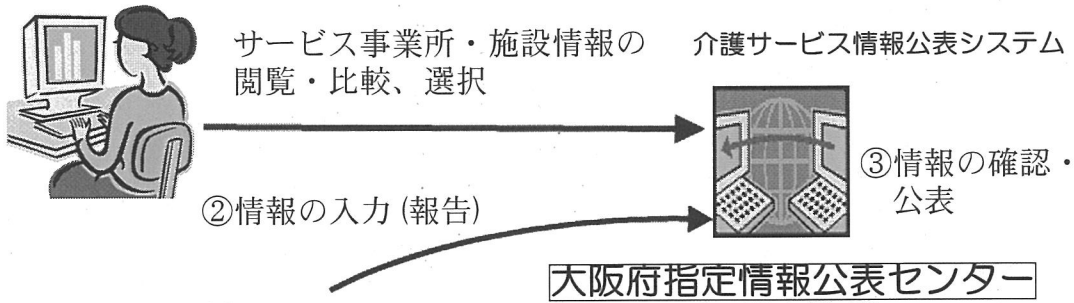 サービス事業所・施設情報の
閲覧・比較、選択
介護サービス情報公表システム
③情報の確認・
公表
②情報の入力(報告)
大阪府指定情報公表センター